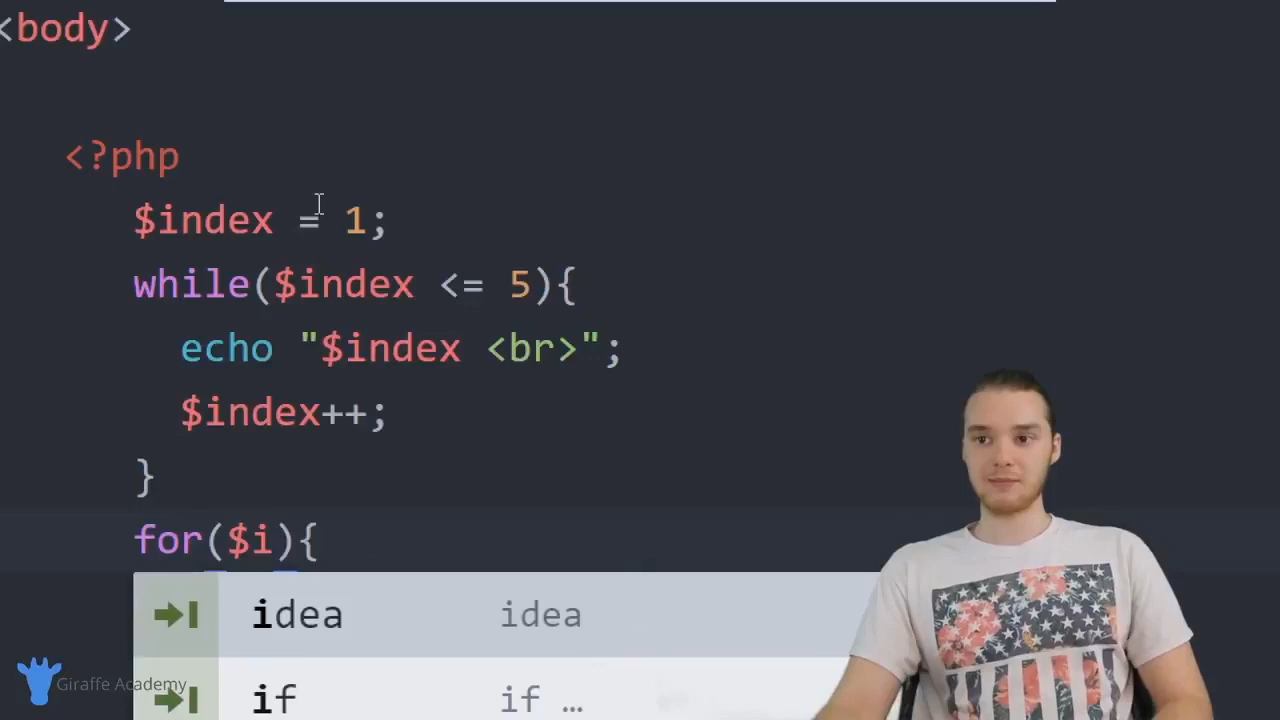 <body>
<?php
$index = 1;
while($index <= 5){
echo "$index <br>";
$index++;
}
for($i){
idea idea
if if …
Giraffe Academy